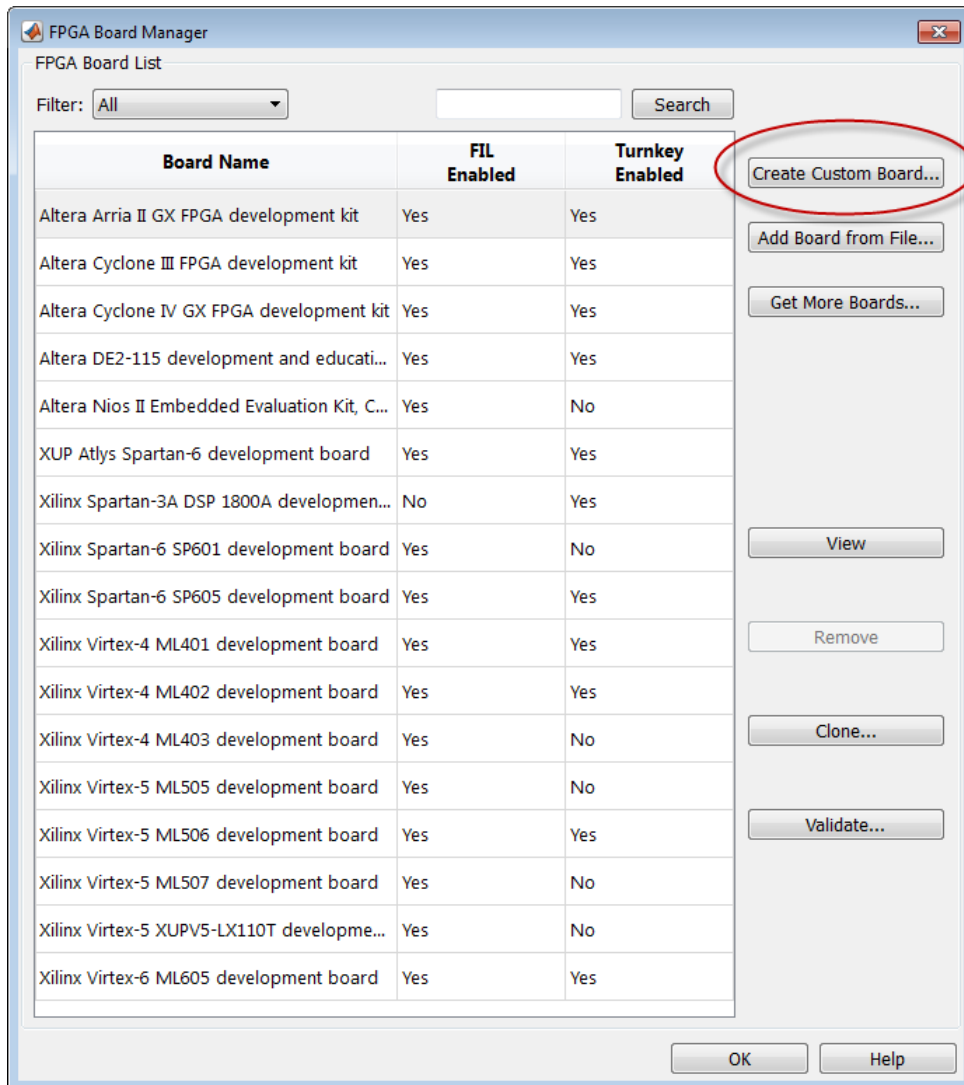 FPGA Board Manager
FPGA Board List
Filter: All Search
Board Name FIL Enabled Turnkey Enabled
Altera Arria II GX FPGA development kit Yes Yes
Altera Cyclone III FPGA development kit Yes Yes
Altera Cyclone IV GX FPGA development kit Yes Yes
Altera DE2-115 development and educati... Yes Yes
Altera Nios II Embedded Evaluation Kit, C... Yes No
XUP Atlys Spartan-6 development board Yes Yes
Xilinx Spartan-3A DSP 1800A developmen... No Yes
Xilinx Spartan-6 SP601 development board Yes No
Xilinx Spartan-6 SP605 development board Yes Yes
Xilinx Virtex-4 ML401 development board Yes Yes
Xilinx Virtex-4 ML402 development board Yes Yes
Xilinx Virtex-4 ML403 development board Yes No
Xilinx Virtex-5 ML505 development board Yes No
Xilinx Virtex-5 ML506 development board Yes Yes
Xilinx Virtex-5 ML507 development board Yes No
Xilinx Virtex-5 XUPV5-LX110T developme... Yes No
Xilinx Virtex-6 ML605 development board Yes Yes
Create Custom Board...
Add Board from File...
Get More Boards...
View
Remove
Clone...
Validate...
OK Help